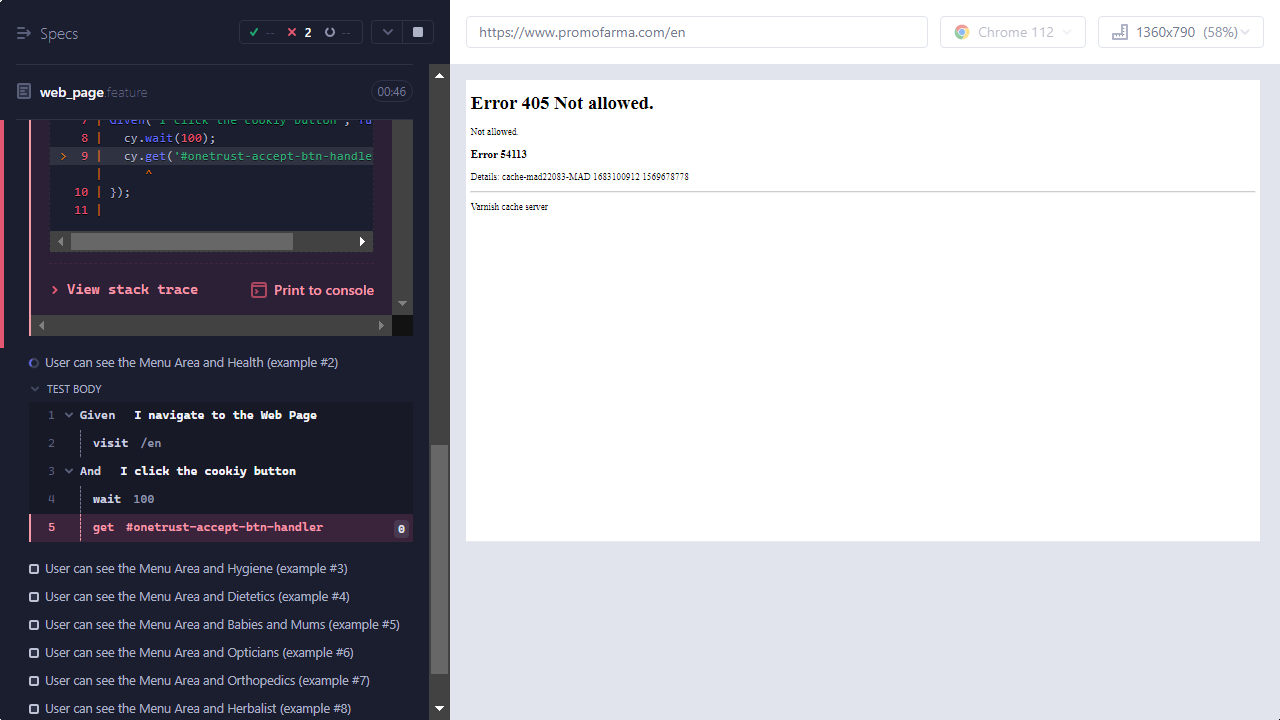 Specs
-- 2 --
web_page.feature
00:46
7 | Given('I click the cookiy button', fu
8 | cy.wait(100);
> 9 | cy.get('#onetrust-accept-btn-handle
| ^
10 | });
11 |
> View stack trace
Print to console
User can see the Menu Area and Health (example #2)
TEST BODY
1 Given I navigate to the Web Page
2 visit /en
3 And I click the cookiy button
4 wait 100
5 get #onetrust-accept-btn-handler 0
User can see the Menu Area and Hygiene (example #3)
User can see the Menu Area and Dietetics (example #4)
User can see the Menu Area and Babies and Mums (example #5)
User can see the Menu Area and Opticians (example #6)
User can see the Menu Area and Orthopedics (example #7)
User can see the Menu Area and Herbalist (example #8)
https://www.promofarma.com/en
Chrome 112
1360x790 (58%)
Error 405 Not allowed.
Not allowed.
Error 54113
Details: cache-mad22083-MAD 1683100912 1569678778
Varnish cache server